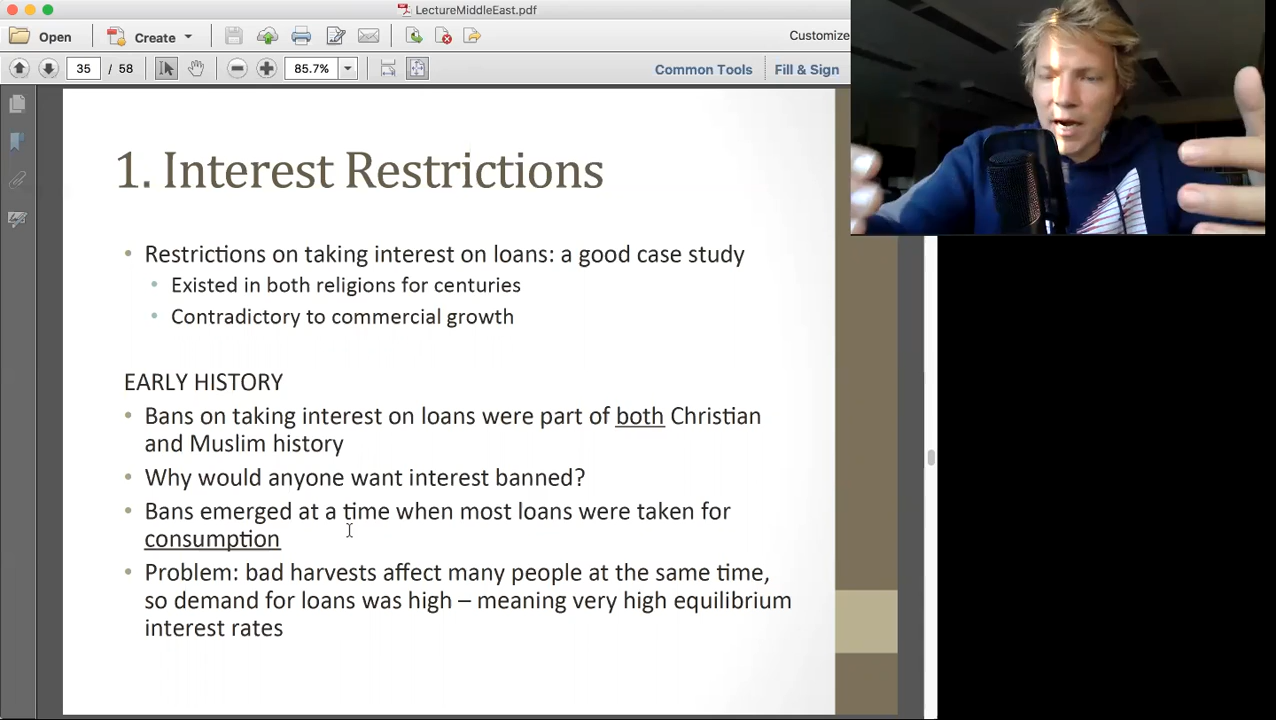 LectureMiddleEast.pdf
Open
Create
Customize
35 / 58
85.7%
Common Tools
Fill & Sign
1. Interest Restrictions
• Restrictions on taking interest on loans: a good case study
• Existed in both religions for centuries
• Contradictory to commercial growth
EARLY HISTORY
• Bans on taking interest on loans were part of both Christian
and Muslim history
• Why would anyone want interest banned?
• Bans emerged at a time when most loans were taken for
consumption
• Problem: bad harvests affect many people at the same time,
so demand for loans was high – meaning very high equilibrium
interest rates